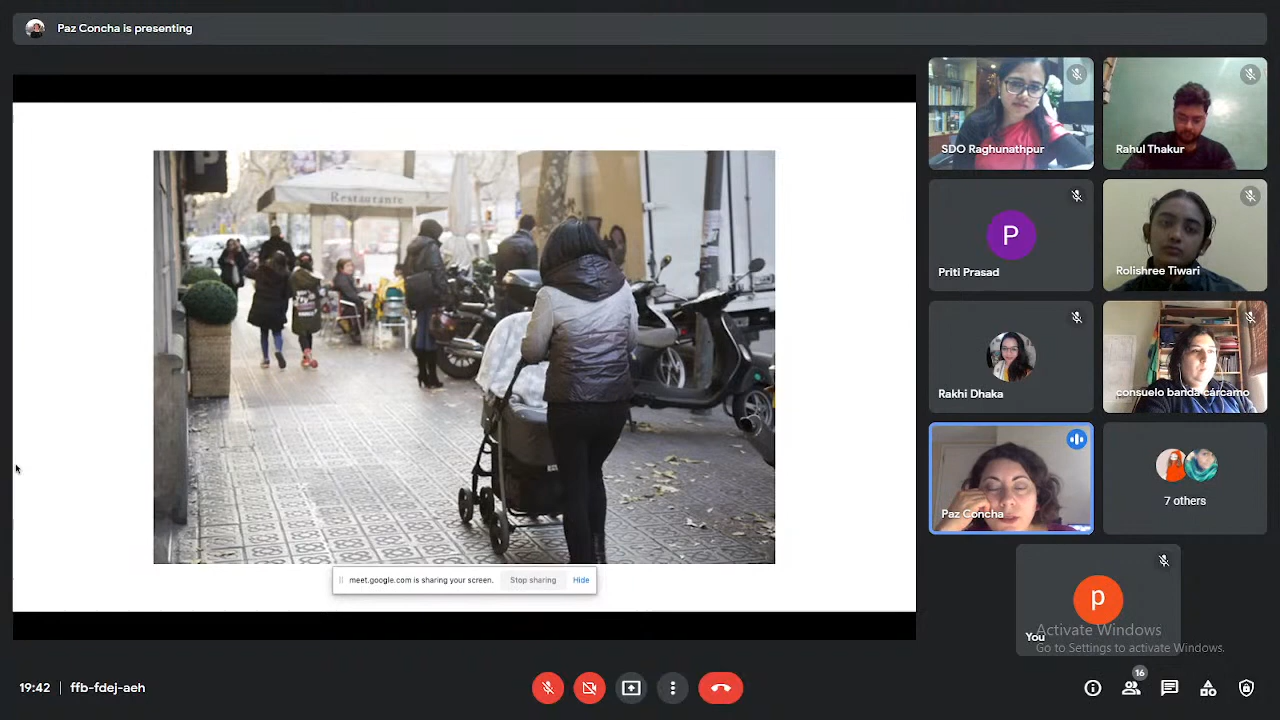 Paz Concha is presenting
P
Restaurante
meet.google.com is sharing your screen.
Stop sharing
Hide
SDO Raghunathpur
Rahul Thakur
P
Priti Prasad
Rolishree Tiwari
Rakhi Dhaka
consuelo banda cárcamo
Paz Concha
7 others
p
You
Activate Windows
Go to Settings to activate Windows.
19:42 | ffb-fdej-aeh
16